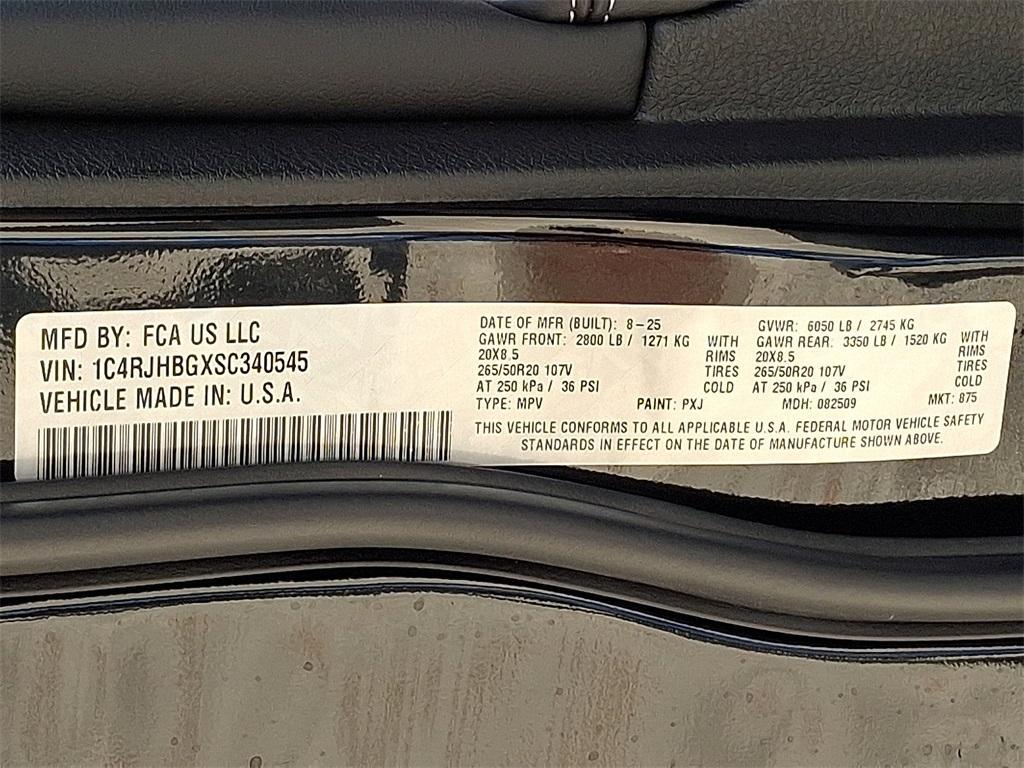 MFD BY: FCA US LLC
VIN: 1C4RJHBGXSC340545
VEHICLE MADE IN: U.S.A.
DATE OF MFR (BUILT): 8-25
GAWR FRONT: 2800 LB / 1271 KG WITH
20X8.5 RIMS
265/50R20 107V TIRES
AT 250 kPa / 36 PSI COLD
GVWR: 6050 LB / 2745 KG
GAWR REAR: 3350 LB / 1520 KG WITH
20X8.5 RIMS
265/50R20 107V TIRES
AT 250 kPa / 36 PSI COLD
TYPE: MPV PAINT: PXJ MDH: 082509 MKT: 875
THIS VEHICLE CONFORMS TO ALL APPLICABLE U.S.A. FEDERAL MOTOR VEHICLE SAFETY
STANDARDS IN EFFECT ON THE DATE OF MANUFACTURE SHOWN ABOVE.